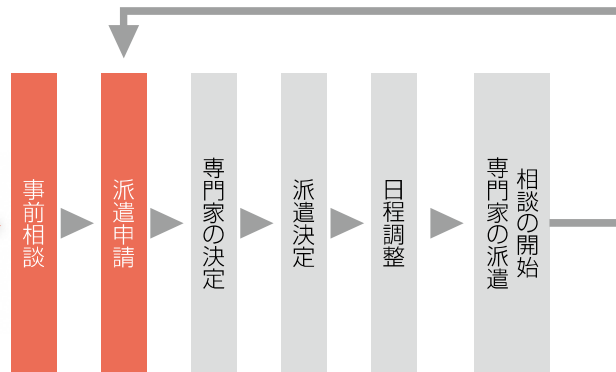 事前相談
派遣申請
専門家の決定
派遣決定
日程調整
相談の開始
専門家の派遣